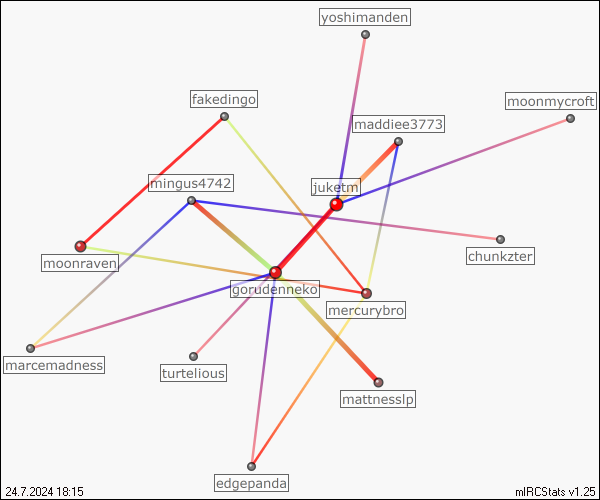 yoshimanden
fakedingo
moonmycroft
maddiee3773
mingus4742
juketm
moonraven
chunkzter
gorudenneko
mercurybro
marcemadness
turtelious
mattnesslp
edgepanda
24.7.2024 18:15
mIRCStats v1.25